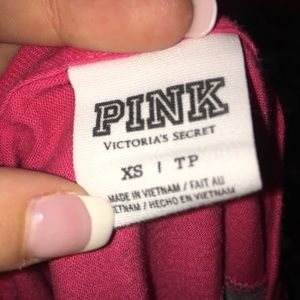 PINK
VICTORIA'S SECRET
XS | TP
MADE IN VIETNAM / FAIT AU
VIETNAM / HECHO EN VIETNAM